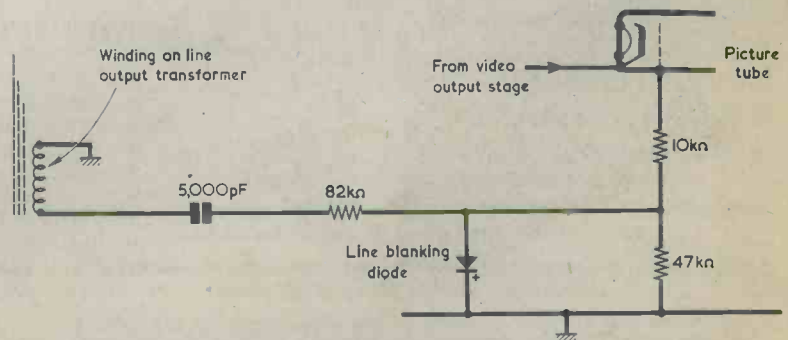 Winding on line
output transformer
From video
output stage
Picture
tube
10kΩ
5,000pF
82kΩ
Line blanking
diode
+
47kΩ